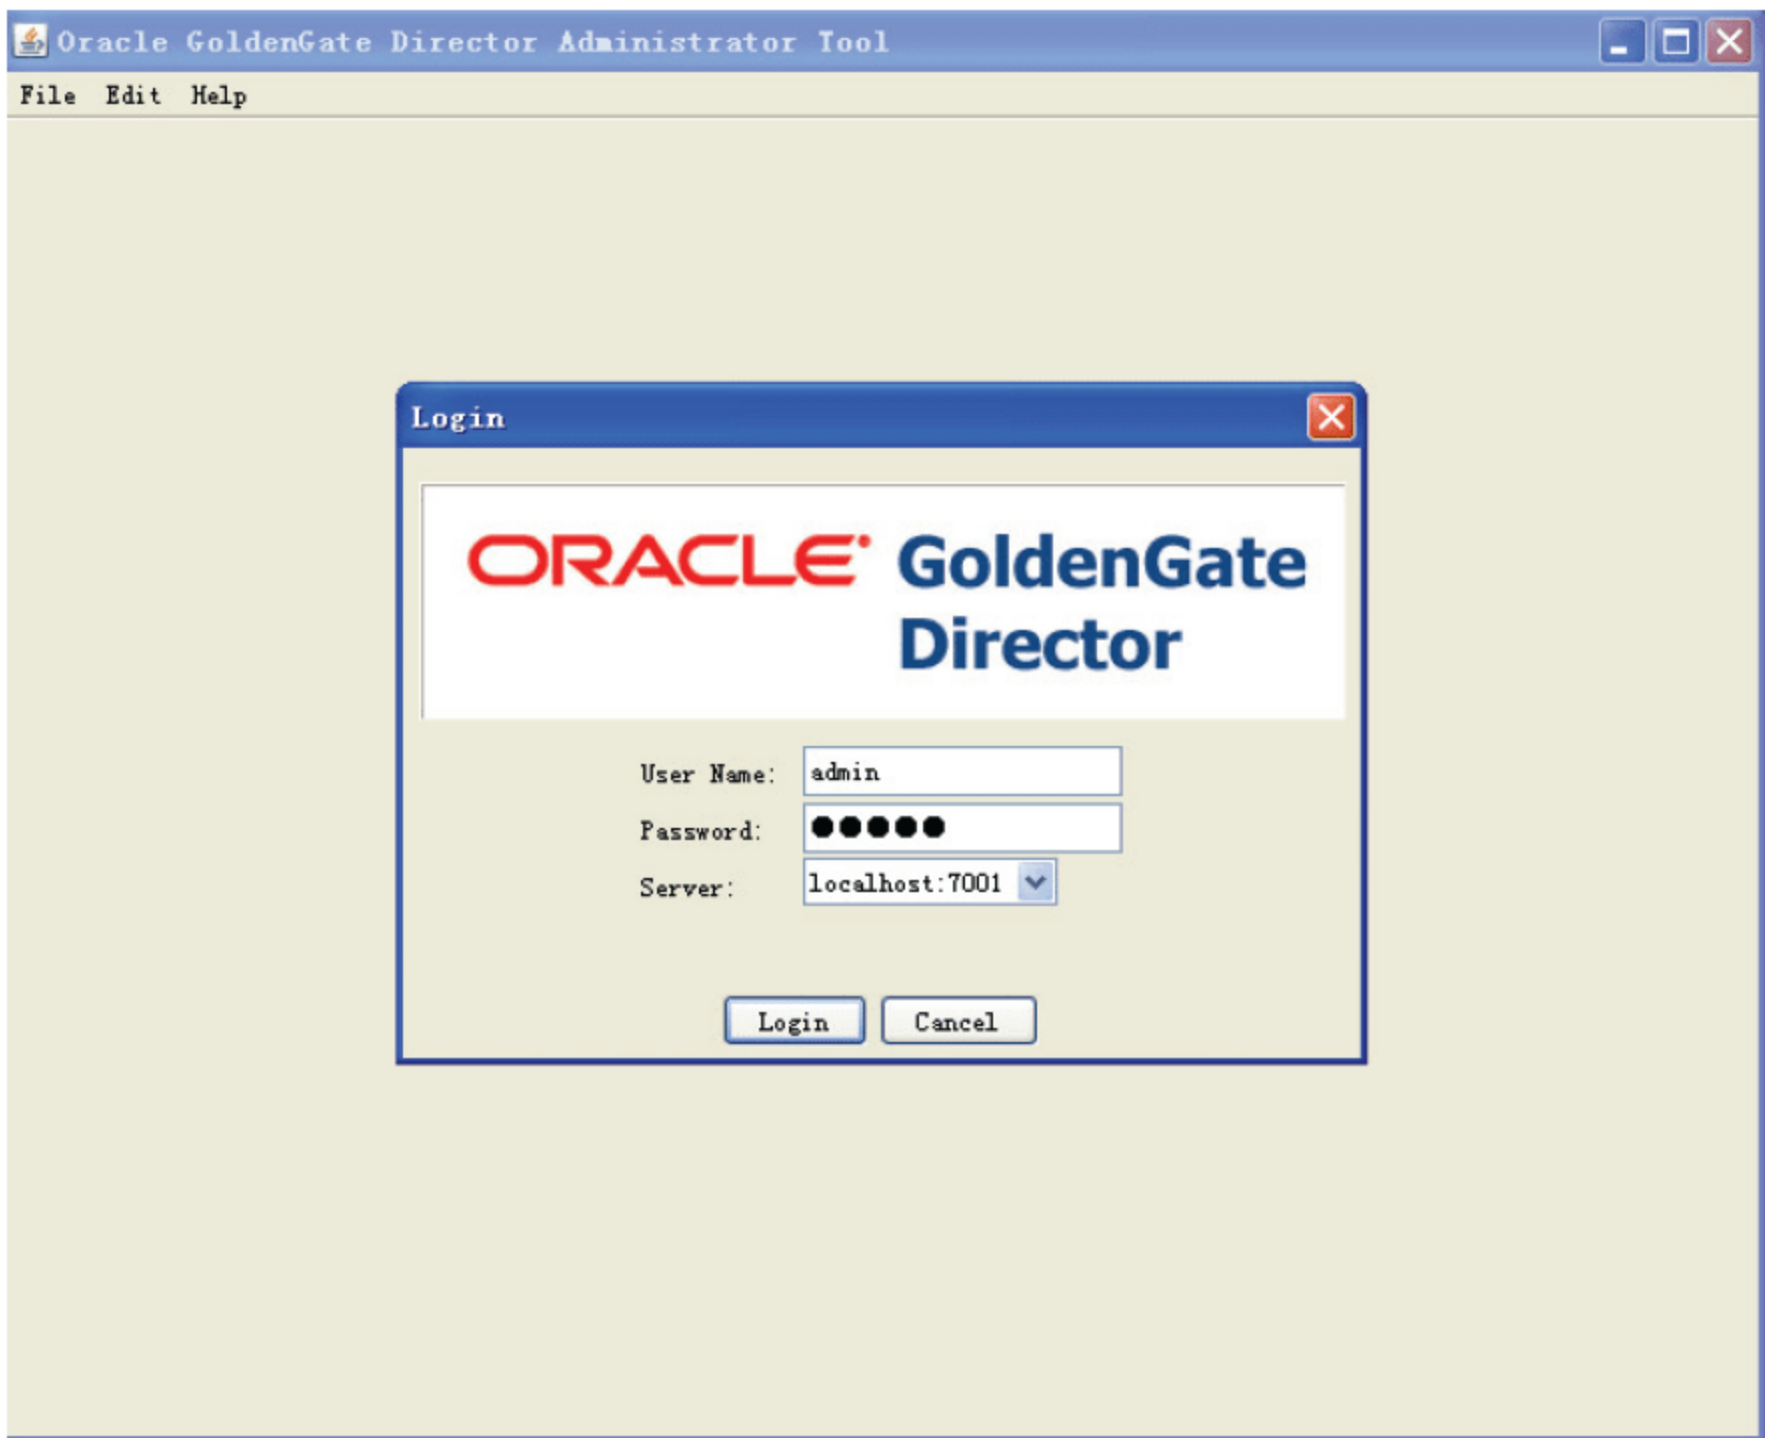 Oracle GoldenGate Director Administrator Tool
File Edit Help
Login
ORACLE GoldenGate
Director
User Name: admin
Password: ●●●●●
Server: localhost:7001
Login Cancel